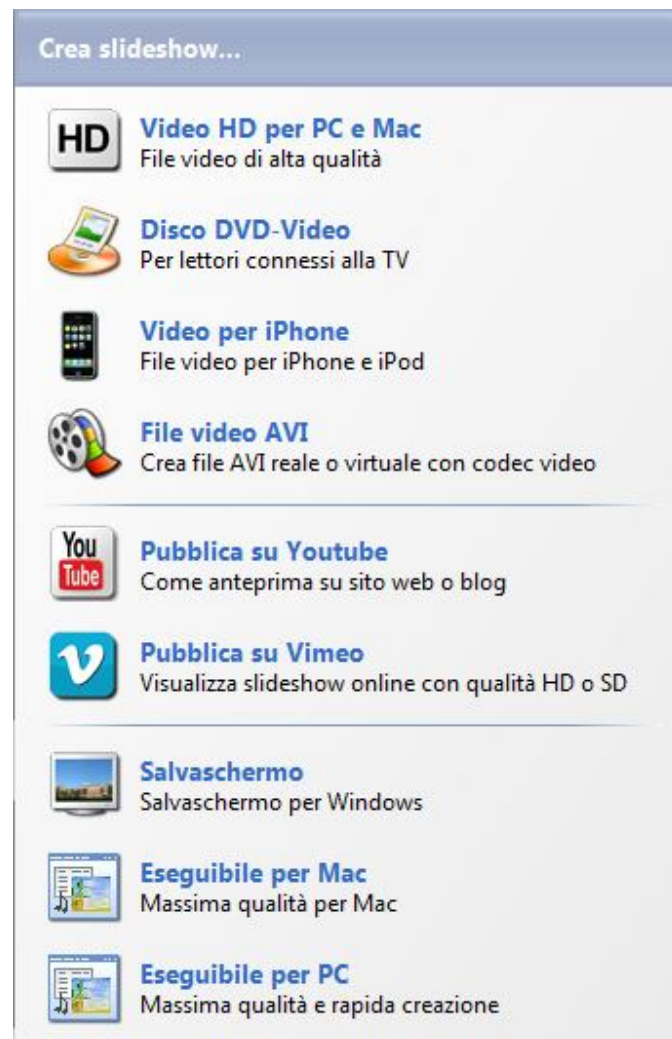 Crea slideshow...
HD
Video HD per PC e Mac
File video di alta qualità
Disco DVD-Video
Per lettori connessi alla TV
Video per iPhone
File video per iPhone e iPod
File video AVI
Crea file AVI reale o virtuale con codec video
You
Tube
Pubblica su Youtube
Come anteprima su sito web o blog
Pubblica su Vimeo
Visualizza slideshow online con qualità HD o SD
Salvaschermo
Salvaschermo per Windows
Eseguibile per Mac
Massima qualità per Mac
Eseguibile per PC
Massima qualità e rapida creazione